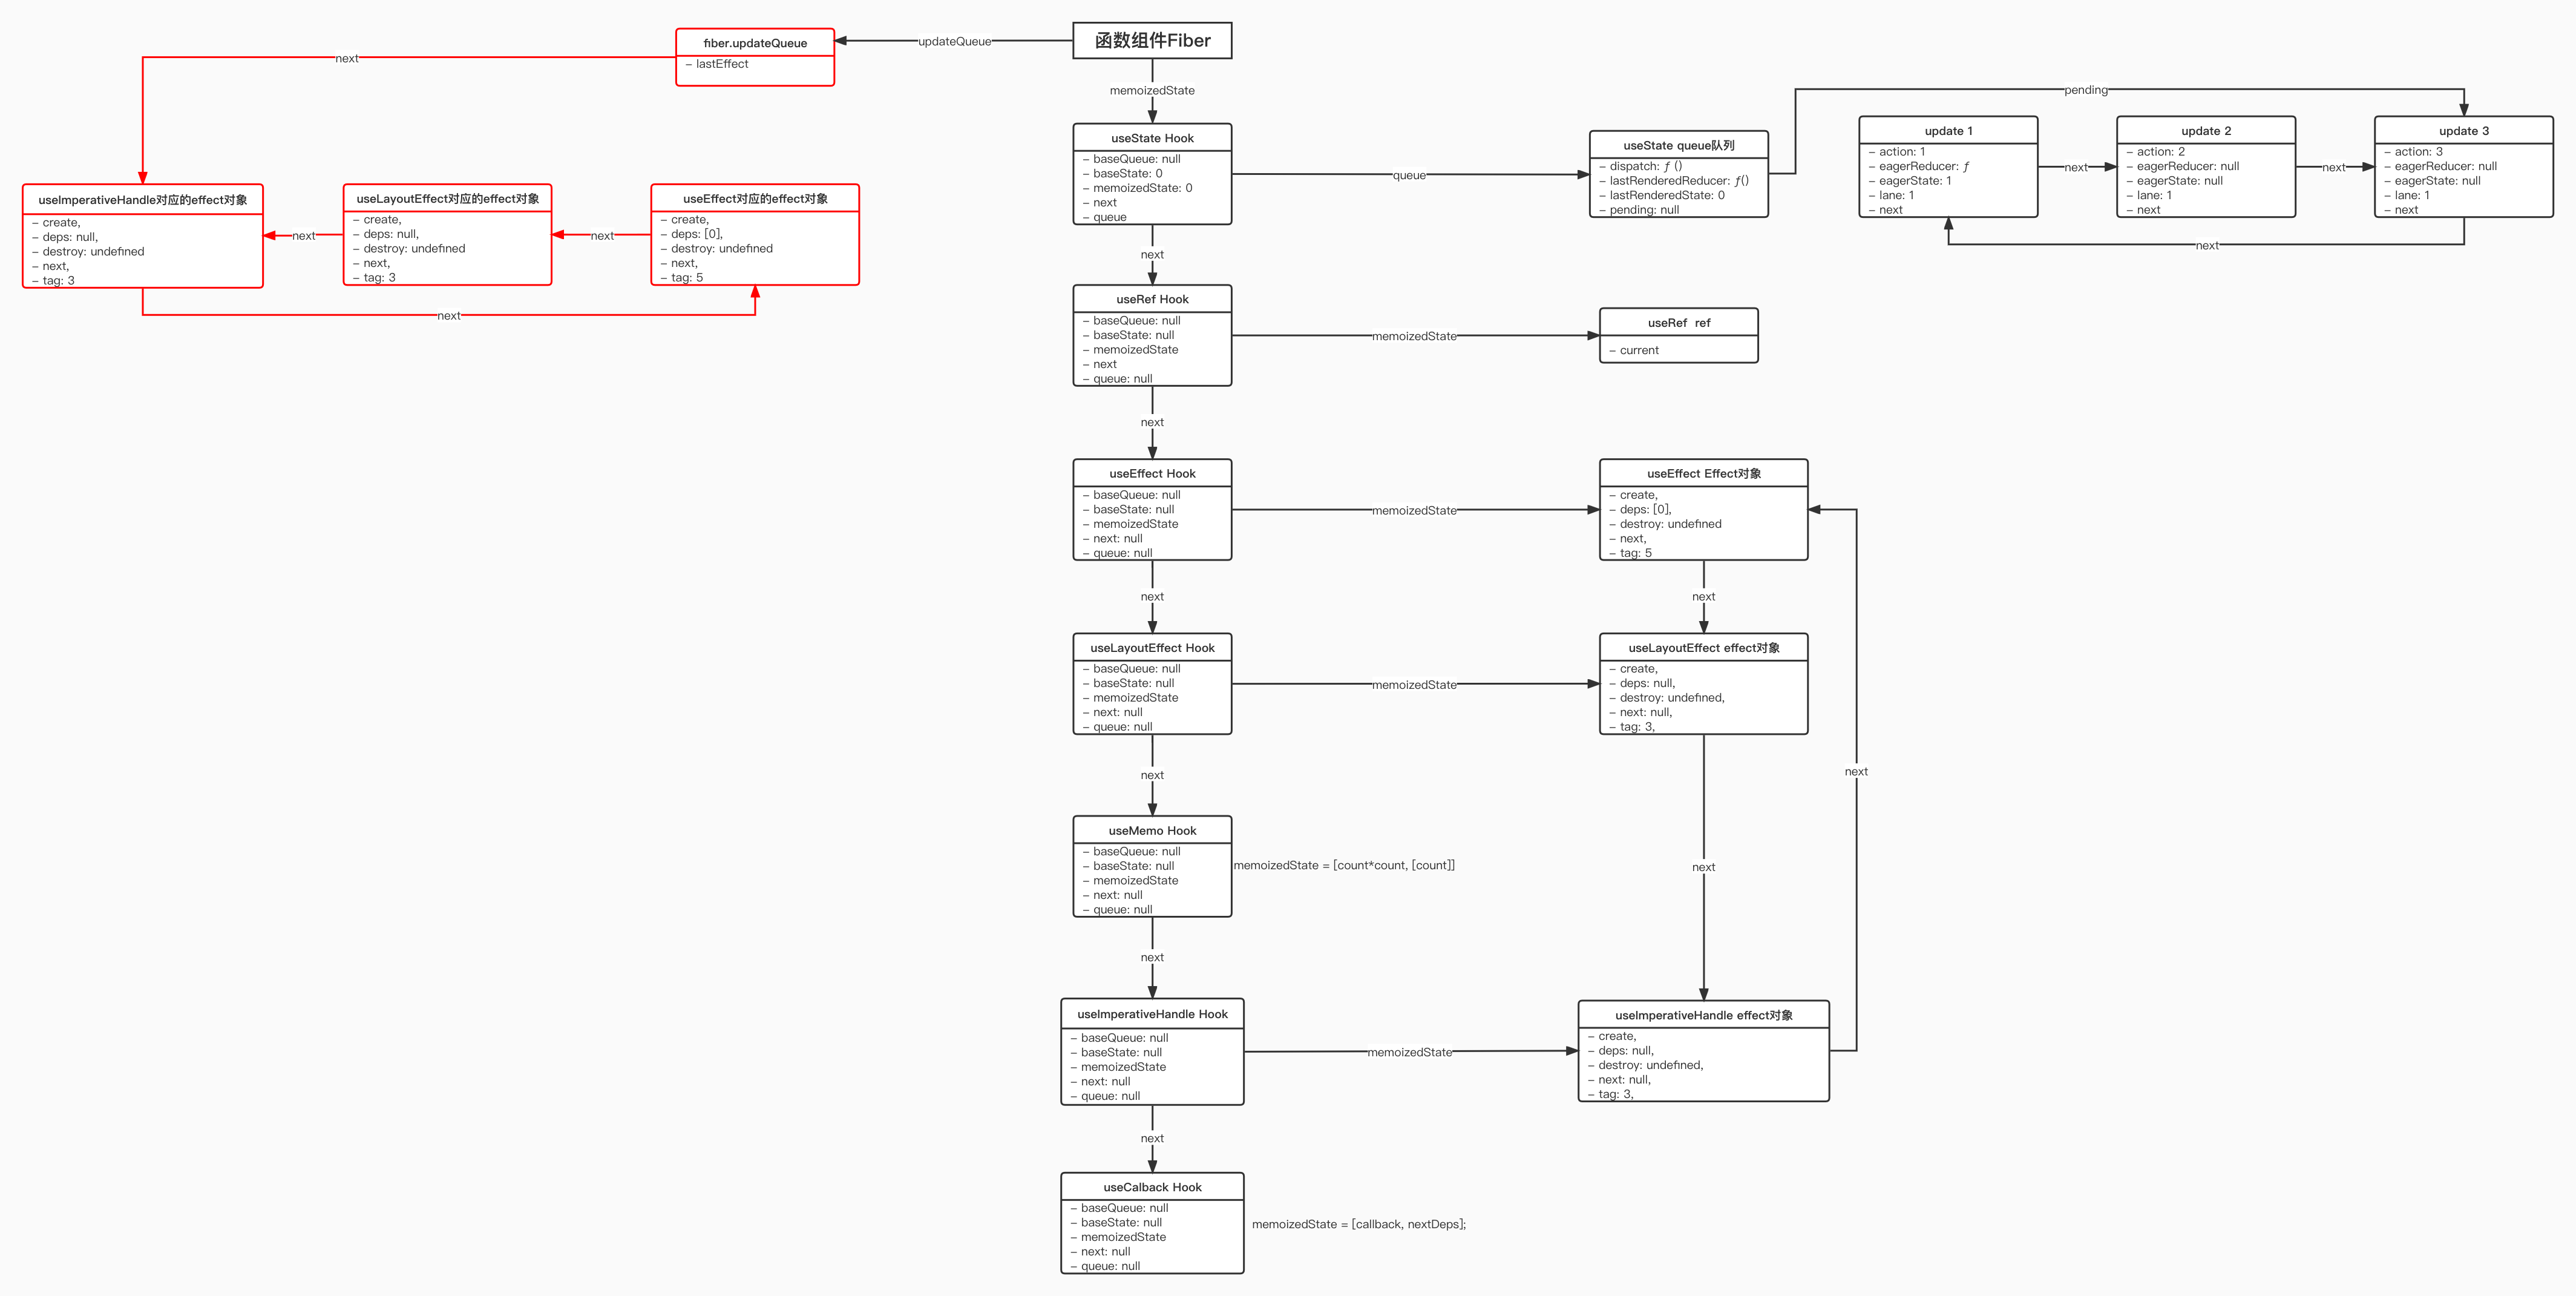 函数组件Fiber
updateQueue
fiber.updateQueue
– lastEffect
next
useImperativeHandle对应的effect对象
– create,
– deps: null,
– destroy: undefined
– next,
– tag: 3
next
useLayoutEffect对应的effect对象
– create,
– deps: null,
– destroy: undefined
– next,
– tag: 3
next
useEffect对应的effect对象
– create,
– deps: [0],
– destroy: undefined
– next,
– tag: 5
next
memoizedState
useState Hook
– baseQueue: null
– baseState: 0
– memoizedState: 0
– next
– queue
queue
useState queue队列
– dispatch: ƒ ()
– lastRenderedReducer: ƒ()
– lastRenderedState: 0
– pending: null
pending
update 1
– action: 1
– eagerReducer: ƒ
– eagerState: 1
– lane: 1
– next
next
update 2
– action: 2
– eagerReducer: null
– eagerState: null
– lane: 1
– next
next
update 3
– action: 3
– eagerReducer: null
– eagerState: null
– lane: 1
– next
next
next
useRef Hook
– baseQueue: null
– baseState: null
– memoizedState
– next
– queue: null
memoizedState
useRef  ref
– current
next
useEffect Hook
– baseQueue: null
– baseState: null
– memoizedState
– next: null
– queue: null
memoizedState
useEffect Effect对象
– create,
– deps: [0],
– destroy: undefined
– next,
– tag: 5
next
next
useLayoutEffect Hook
– baseQueue: null
– baseState: null
– memoizedState
– next: null
– queue: null
memoizedState
useLayoutEffect effect对象
– create,
– deps: null,
– destroy: undefined,
– next: null,
– tag: 3,
next
next
useMemo Hook
– baseQueue: null
– baseState: null
– memoizedState
– next: null
– queue: null
memoizedState = [count*count, [count]]
next
next
useImperativeHandle Hook
– baseQueue: null
– baseState: null
– memoizedState
– next: null
– queue: null
memoizedState
useImperativeHandle effect对象
– create,
– deps: null,
– destroy: undefined,
– next: null,
– tag: 3,
next
useCalback Hook
– baseQueue: null
– baseState: null
– memoizedState
– next: null
– queue: null
memoizedState = [callback, nextDeps];